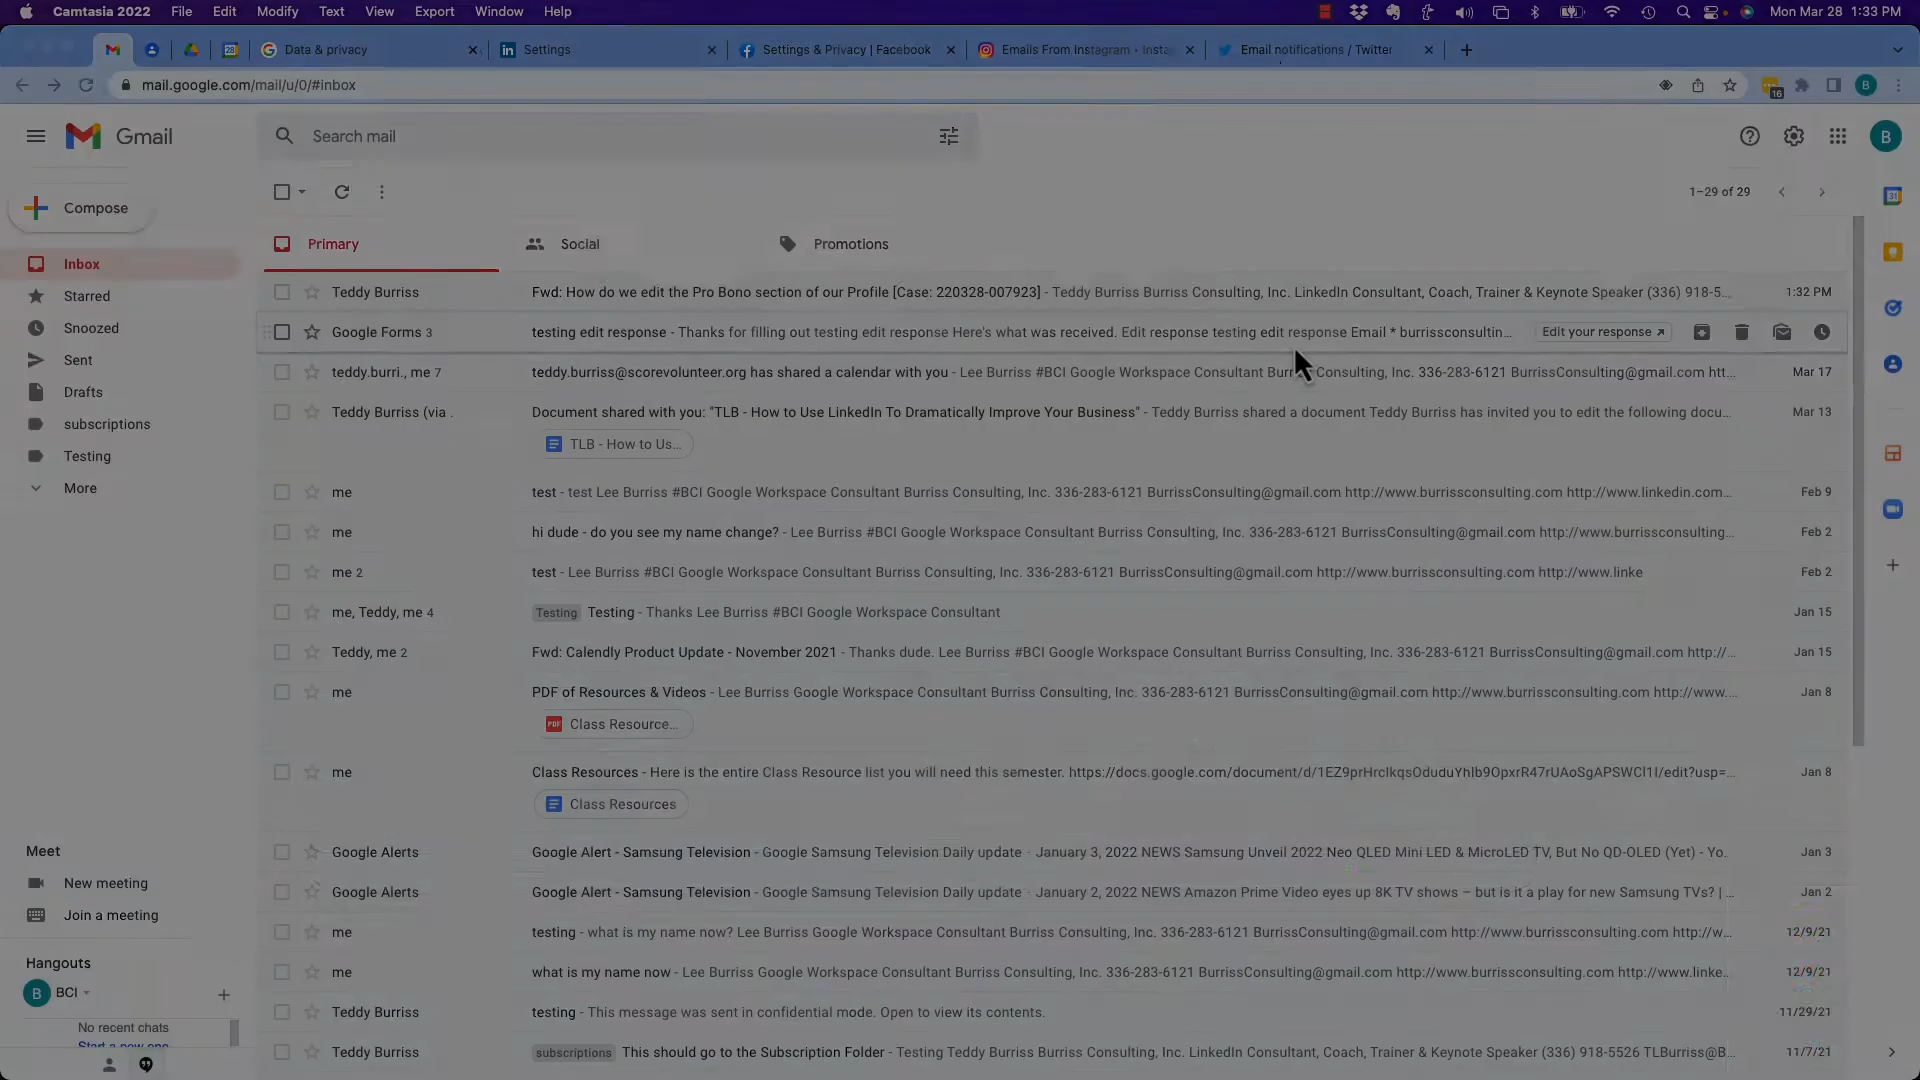 Camtasia 2022 File Edit Modify Text View Export Window Help Mon Mar 28 1:33 PM
Data & privacy Settings Settings & Privacy | Facebook Emails From Instagram • Insta Email notifications / Twitter
mail.google.com/mail/u/0/#inbox 16 B
Gmail Search mail B
1–29 of 29
Compose
Primary Social Promotions
Inbox
Starred
Snoozed
Sent
Drafts
subscriptions
Testing
More
Teddy Burriss Fwd: How do we edit the Pro Bono section of our Profile [Case: 220328-007923] - Teddy Burriss Burriss Consulting, Inc. LinkedIn Consultant, Coach, Trainer & Keynote Speaker (336) 918-5... 1:32 PM
Google Forms 3 testing edit response - Thanks for filling out testing edit response Here's what was received. Edit response testing edit response Email * burrissconsultin... Edit your response
teddy.burri., me 7 teddy.burriss@scorevolunteer.org has shared a calendar with you - Lee Burriss #BCI Google Workspace Consultant Consulting, Inc. 336-283-6121 BurrissConsulting@gmail.com htt... Mar 17
Teddy Burriss (via . Document shared with you: "TLB - How to Use LinkedIn To Dramatically Improve Your Business" - Teddy Burriss shared a document Teddy Burriss has invited you to edit the following docu... Mar 13
TLB - How to Us...
me test - test Lee Burriss #BCI Google Workspace Consultant Burriss Consulting, Inc. 336-283-6121 BurrissConsulting@gmail.com http://www.burrissconsulting.com http://www.linkedin.com... Feb 9
me hi dude - do you see my name change? - Lee Burriss #BCI Google Workspace Consultant Burriss Consulting, Inc. 336-283-6121 BurrissConsulting@gmail.com http://www.burrissconsulting... Feb 2
me 2 test - Lee Burriss #BCI Google Workspace Consultant Burriss Consulting, Inc. 336-283-6121 BurrissConsulting@gmail.com http://www.burrissconsulting.com http://www.linke Feb 2
me, Teddy, me 4 Testing Testing - Thanks Lee Burriss #BCI Google Workspace Consultant Jan 15
Teddy, me 2 Fwd: Calendly Product Update - November 2021 - Thanks dude. Lee Burriss #BCI Google Workspace Consultant Burriss Consulting, Inc. 336-283-6121 BurrissConsulting@gmail.com http://... Jan 15
me PDF of Resources & Videos - Lee Burriss Google Workspace Consultant Burriss Consulting, Inc. 336-283-6121 BurrissConsulting@gmail.com http://www.burrissconsulting.com http://www.... Jan 8
PDF Class Resource...
me Class Resources - Here is the entire Class Resource list you will need this semester. Jan 8
Class Resources
Google Alerts Google Alert - Samsung Television - Google Samsung Television Daily update · January 3, 2022 NEWS Samsung Unveil 2022 Neo QLED Mini LED & MicroLED TV, But No QD-OLED (Yet) - Yo. Jan 3
Google Alerts Google Alert - Samsung Television - Google Samsung Television Daily update · January 2, 2022 NEWS Amazon Prime Video eyes up 8K TV shows – but is it a play for new Samsung TVs? | ... Jan 2
me testing - what is my name now? Lee Burriss Google Workspace Consultant Burriss Consulting, Inc. 336-283-6121 BurrissConsulting@gmail.com http://www.burrissconsulting.com http://w... 12/9/21
me what is my name now - Lee Burriss Google Workspace Consultant Burriss Consulting, Inc. 336-283-6121 BurrissConsulting@gmail.com http://www.burrissconsulting.com http://www.linke.. 12/9/21
Teddy Burriss testing - This message was sent in confidential mode. Open to view its contents. 11/29/21
Teddy Burriss subscriptions This should go to the Subscription Folder - Testing Teddy Burriss Burriss Consulting, Inc. LinkedIn Consultant, Coach, Trainer & Keynote Speaker (336) 918-5526 TLBurriss@B... 11/7/21
Meet
New meeting
Join a meeting
Hangouts
B BCI
No recent chats
Start a new one